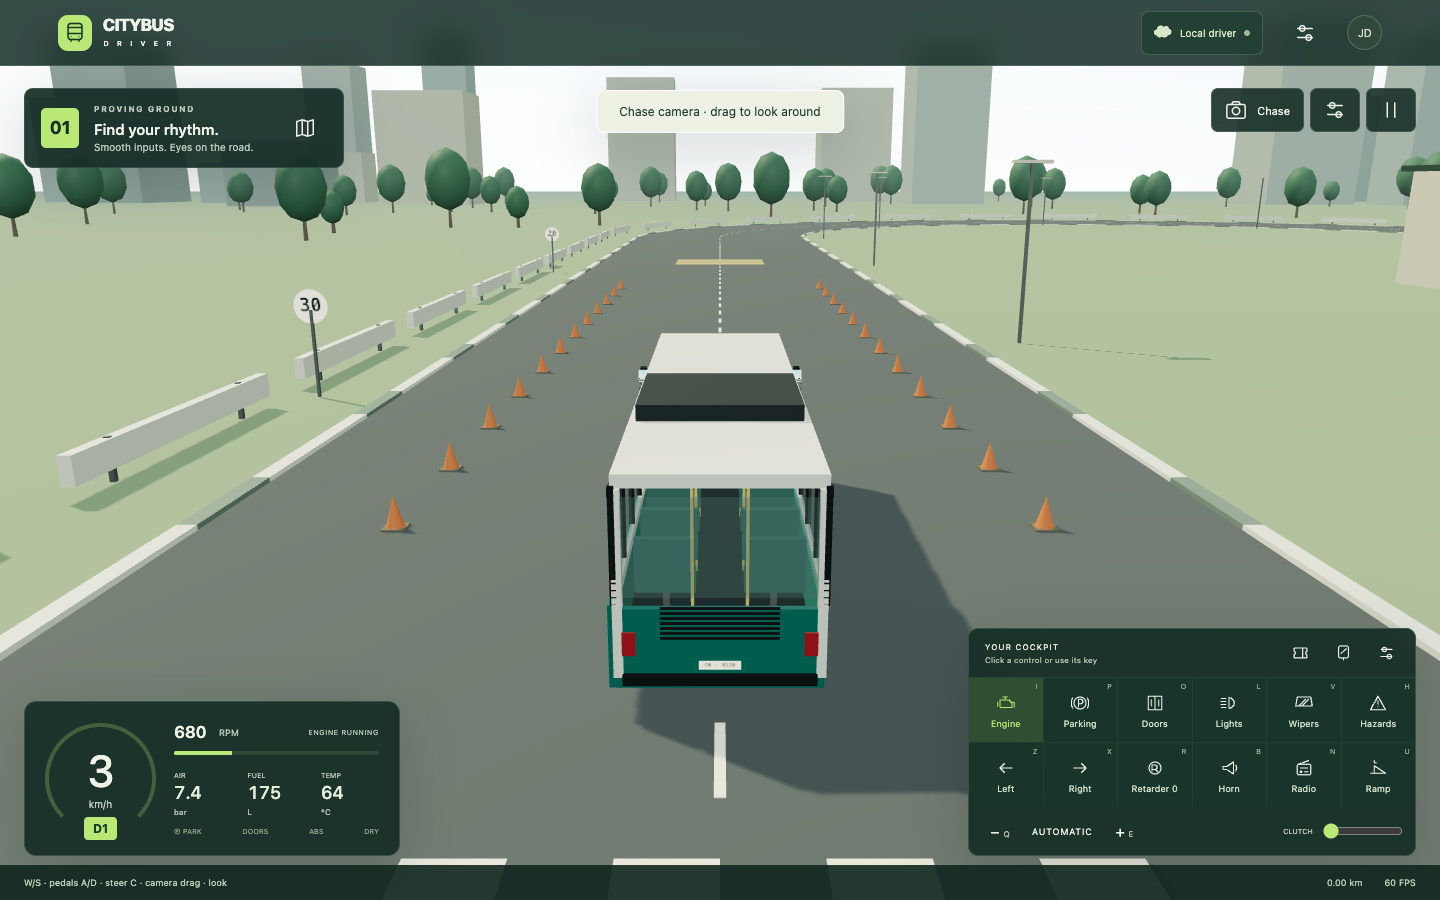 CITYBUS
DRIVER
Local driver
JD
01
PROVING GROUND
Find your rhythm.
Smooth inputs. Eyes on the road.
Chase camera · drag to look around
Chase
20
30
YOUR COCKPIT
Click a control or use its key
I
Engine
P
Parking
O
Doors
L
Lights
V
Wipers
H
Hazards
Z
Left
X
Right
R
Retarder 0
B
Horn
N
Radio
U
Ramp
− Q
AUTOMATIC
+ E
CLUTCH
3
km/h
D1
680 RPM
ENGINE RUNNING
AIR
7.4
bar
FUEL
175
L
TEMP
64
°C
Ⓟ PARK
DOORS
ABS
DRY
W/S · pedals A/D · steer C · camera drag · look
0.00 km
60 FPS